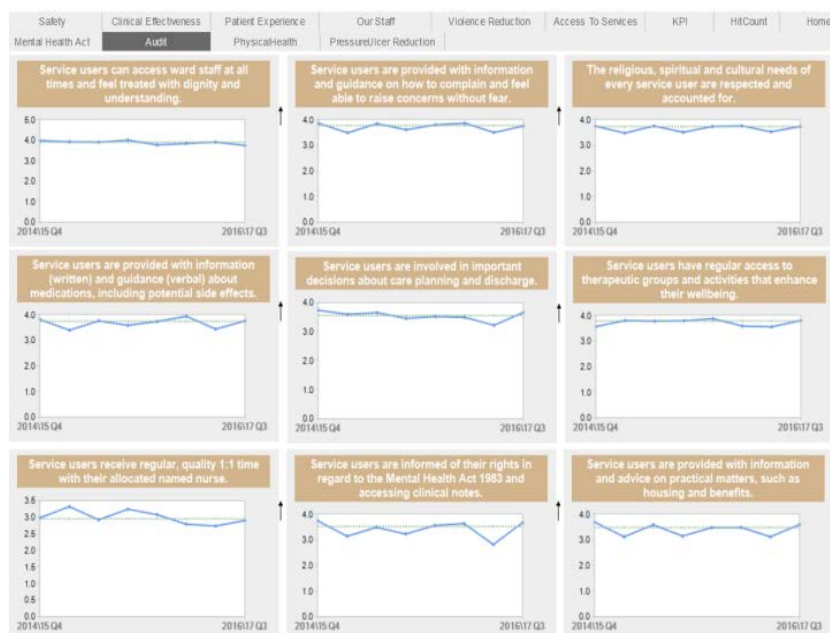 Safety Clinical Effectiveness Patient Experience Our Staff Violence Reduction Access To Services KPI HitCount Home
Mental Health Act Audit PhysicalHealth PressureUlcer Reduction
Service users can access ward staff at all
times and feel treated with dignity and
understanding.
5.0
4.0
3.0
2.0
1.0
0.0
2014\15 Q4 2016\17 Q3
Service users are provided with information
and guidance on how to complain and feel
able to raise concerns without fear.
4.0
3.0
2.0
1.0
0.0
2014\15 Q4 2016\17 Q3
The religious, spiritual and cultural needs of
every service user are respected and
accounted for.
4.0
3.0
2.0
1.0
0.0
2014\15 Q4 2016\17 Q3
Service users are provided with information
(written) and guidance (verbal) about
medications, including potential side effects.
4.0
3.0
2.0
1.0
0.0
2014\15 Q4 2016\17 Q3
Service users are involved in important
decisions about care planning and discharge.
4.0
3.5
3.0
2.5
2.0
1.5
1.0
0.5
0.0
2014\15 Q4 2016\17 Q3
Service users have regular access to
therapeutic groups and activities that enhance
their wellbeing.
4.0
3.0
2.0
1.0
0.0
2014\15 Q4 2016\17 Q3
Service users receive regular, quality 1:1 time
with their allocated named nurse.
3.5
3.0
2.5
2.0
1.5
1.0
0.5
0.0
2014\15 Q4 2016\17 Q3
Service users are informed of their rights in
regard to the Mental Health Act 1983 and
accessing clinical notes.
4.0
3.0
2.0
1.0
0.0
2014\15 Q4 2016\17 Q3
Service users are provided with information
and advice on practical matters, such as
housing and benefits.
4.0
3.0
2.0
1.0
0.0
2014\15 Q4 2016\17 Q3